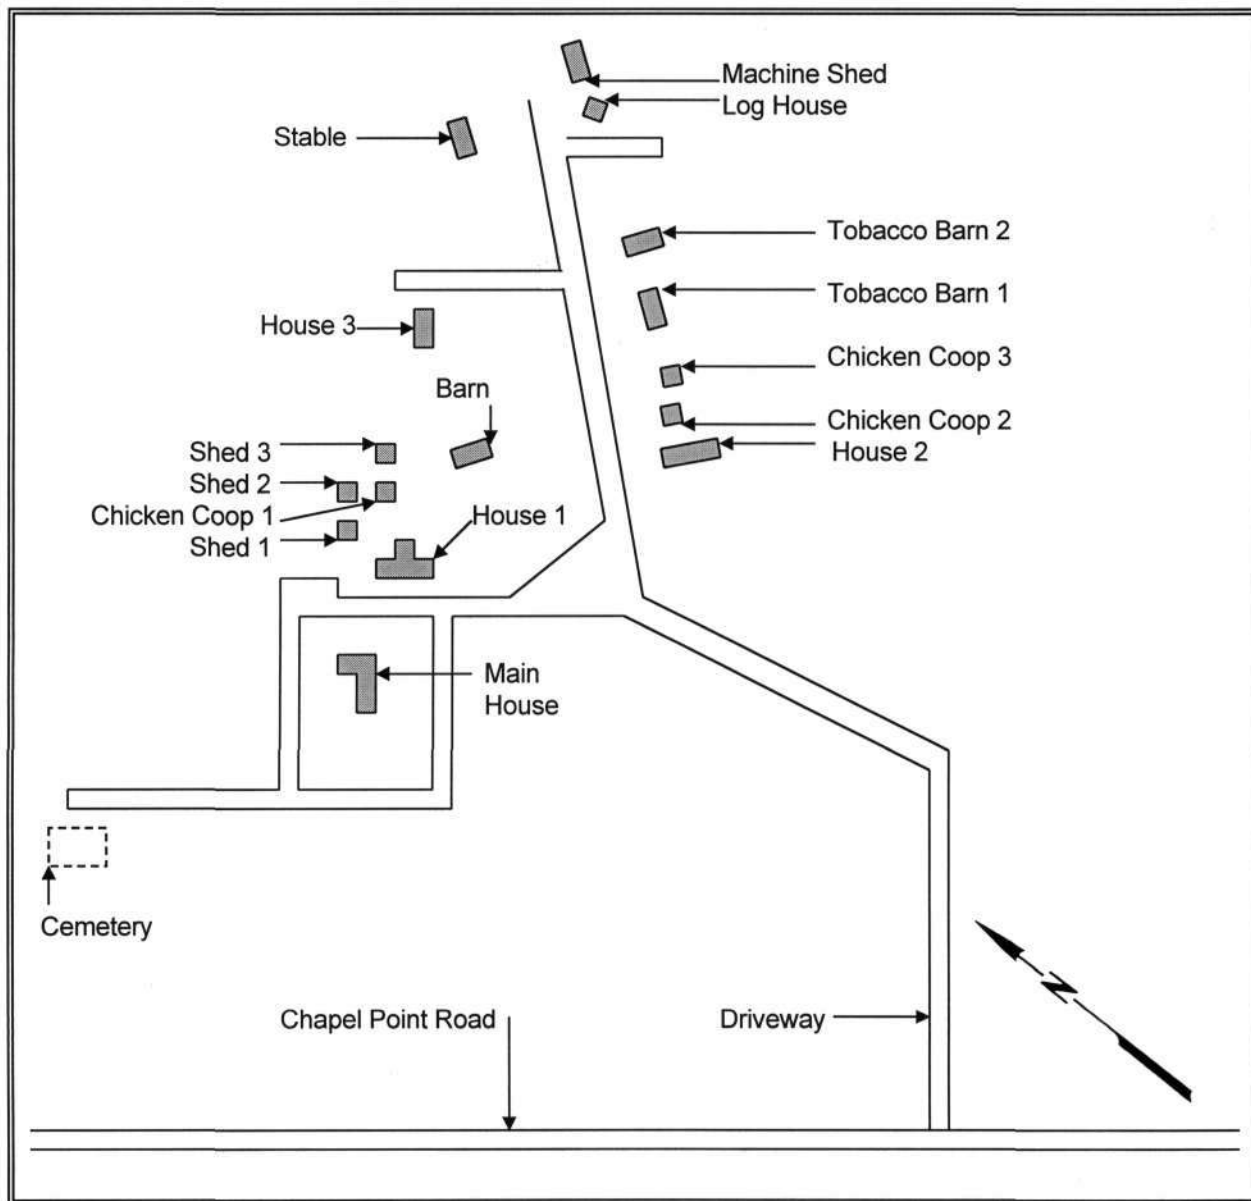 Machine Shed
Log House
Stable
Tobacco Barn 2
Tobacco Barn 1
House 3
Chicken Coop 3
Barn
Chicken Coop 2
House 2
Shed 3
Shed 2
Chicken Coop 1
House 1
Shed 1
Main
House
Cemetery
N
Chapel Point Road
Driveway